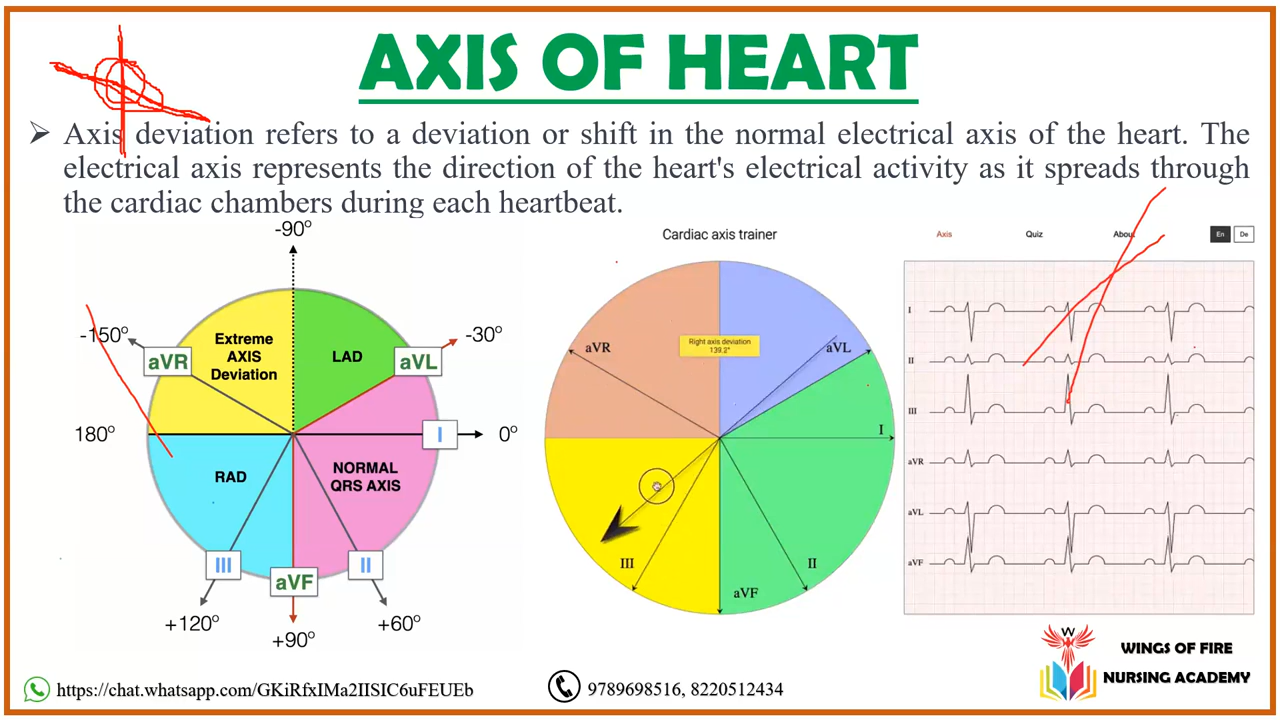 AXIS OF HEART
➢ Axis deviation refers to a deviation or shift in the normal electrical axis of the heart. The
electrical axis represents the direction of the heart's electrical activity as it spreads through
the cardiac chambers during each heartbeat.
-90°
-150°
-30°
aVR
Extreme
AXIS
Deviation
LAD
aVL
180°
I
0°
RAD
NORMAL
QRS AXIS
III
aVF
II
+120°
+90°
+60°
Cardiac axis trainer
Right axis deviation
139.2°
aVR
aVL
I
III
II
aVF
Axis
Quiz
About
En
De
I
II
III
aVR
aVL
aVF
W
WINGS OF FIRE
NURSING ACADEMY
https://chat.whatsapp.com/GKiRfxIMa2IISIC6uFEUEb
9789698516, 8220512434